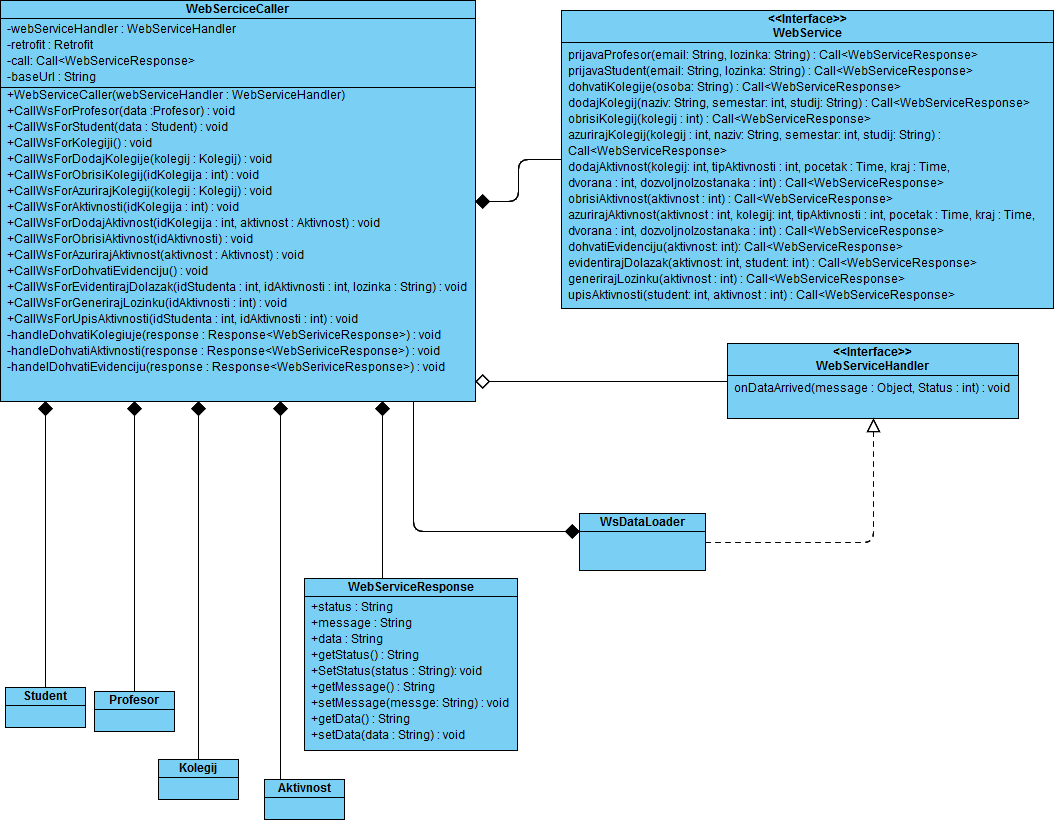 WebSerciceCaller
-webServiceHandler : WebServiceHandler
-retrofit : Retrofit
-call: Call<WebServiceResponse>
-baseUrl : String
+WebServiceCaller(webServiceHandler : WebServiceHandler)
+CallWsForProfesor(data :Profesor) : void
+CallWsForStudent(data : Student) : void
+CallWsForKolegiji() : void
+CallWsForDodajKolegije(kolegij : Kolegij) : void
+CallWsForObrisiKolegij(idKolegija : int) : void
+CallWsForAzurirajKolegij(kolegij : Kolegij) : void
+CallWsForAktivnosti(idKolegija : int) : void
+CallWsForDodajAktivnost(idKolegija : int, aktivnost : Aktivnost) : void
+CallWsForObrisiAktivnost(idAktivnosti) : void
+CallWsForAzurirajAktivnost(aktivnost : Aktivnost) : void
+CallWsForDohvatiEvidenciju() : void
+CallWsForEvidentirajDolazak(idStudenta : int, idAktivnosti : int, lozinka : String) : void
+CallWsForGenerirajLozinku(idAktivnosti : int) : void
+CallWsForUpisAktivnosti(idStudenta : int, idAktivnosti : int) : void
-handleDohvatiKolegiuje(response : Response<WebSeriviceResponse>) : void
-handleDohvatiAktivnosti(response : Response<WebSeriviceResponse>) : void
-handelDohvatiEvidenciju(response : Response<WebSeriviceResponse>) : void
<<Interface>>
WebService
prijavaProfesor(email: String, lozinka: String) : Call<WebServiceResponse>
prijavaStudent(email: String, lozinka: String) : Call<WebServiceResponse>
dohvatiKolegije(osoba: String) : Call<WebServiceResponse>
dodajKolegij(naziv: String, semestar: int, studij: String) : Call<WebServiceResponse>
obrisiKolegij(kolegij : int) : Call<WebServiceResponse>
azurirajKolegij(kolegij : int, naziv: String, semestar: int, studij: String) :
Call<WebServiceResponse>
dodajAktivnost(kolegij: int, tipAktivnosti : int, pocetak : Time, kraj : Time,
dvorana : int, dozvoljnoIzostanaka : int) : Call<WebServiceResponse>
obrisiAktivnost(aktivnost : int) : Call<WebServiceResponse>
azurirajAktivnost(aktivnost : int, kolegij: int, tipAktivnosti : int, pocetak : Time, kraj : Time,
dvorana : int, dozvoljnoIzostanaka : int) : Call<WebServiceResponse>
dohvatiEvidenciju(aktivnost: int): Call<WebServiceResponse>
evidentirajDolazak(aktivnost: int, student: int) : Call<WebServiceResponse>
generirajLozinku(aktivnost : int) : Call<WebServiceResponse>
upisAktivnosti(student: int, aktivnost : int) : Call<WebServiceResponse>
<<Interface>>
WebServiceHandler
onDataArrived(message : Object, Status : int) : void
WsDataLoader
WebServiceResponse
+status : String
+message : String
+data : String
+getStatus() : String
+SetStatus(status : String): void
+getMessage() : String
+setMessage(messge: String) : void
+getData() : String
+setData(data : String) : void
Student
Profesor
Kolegij
Aktivnost